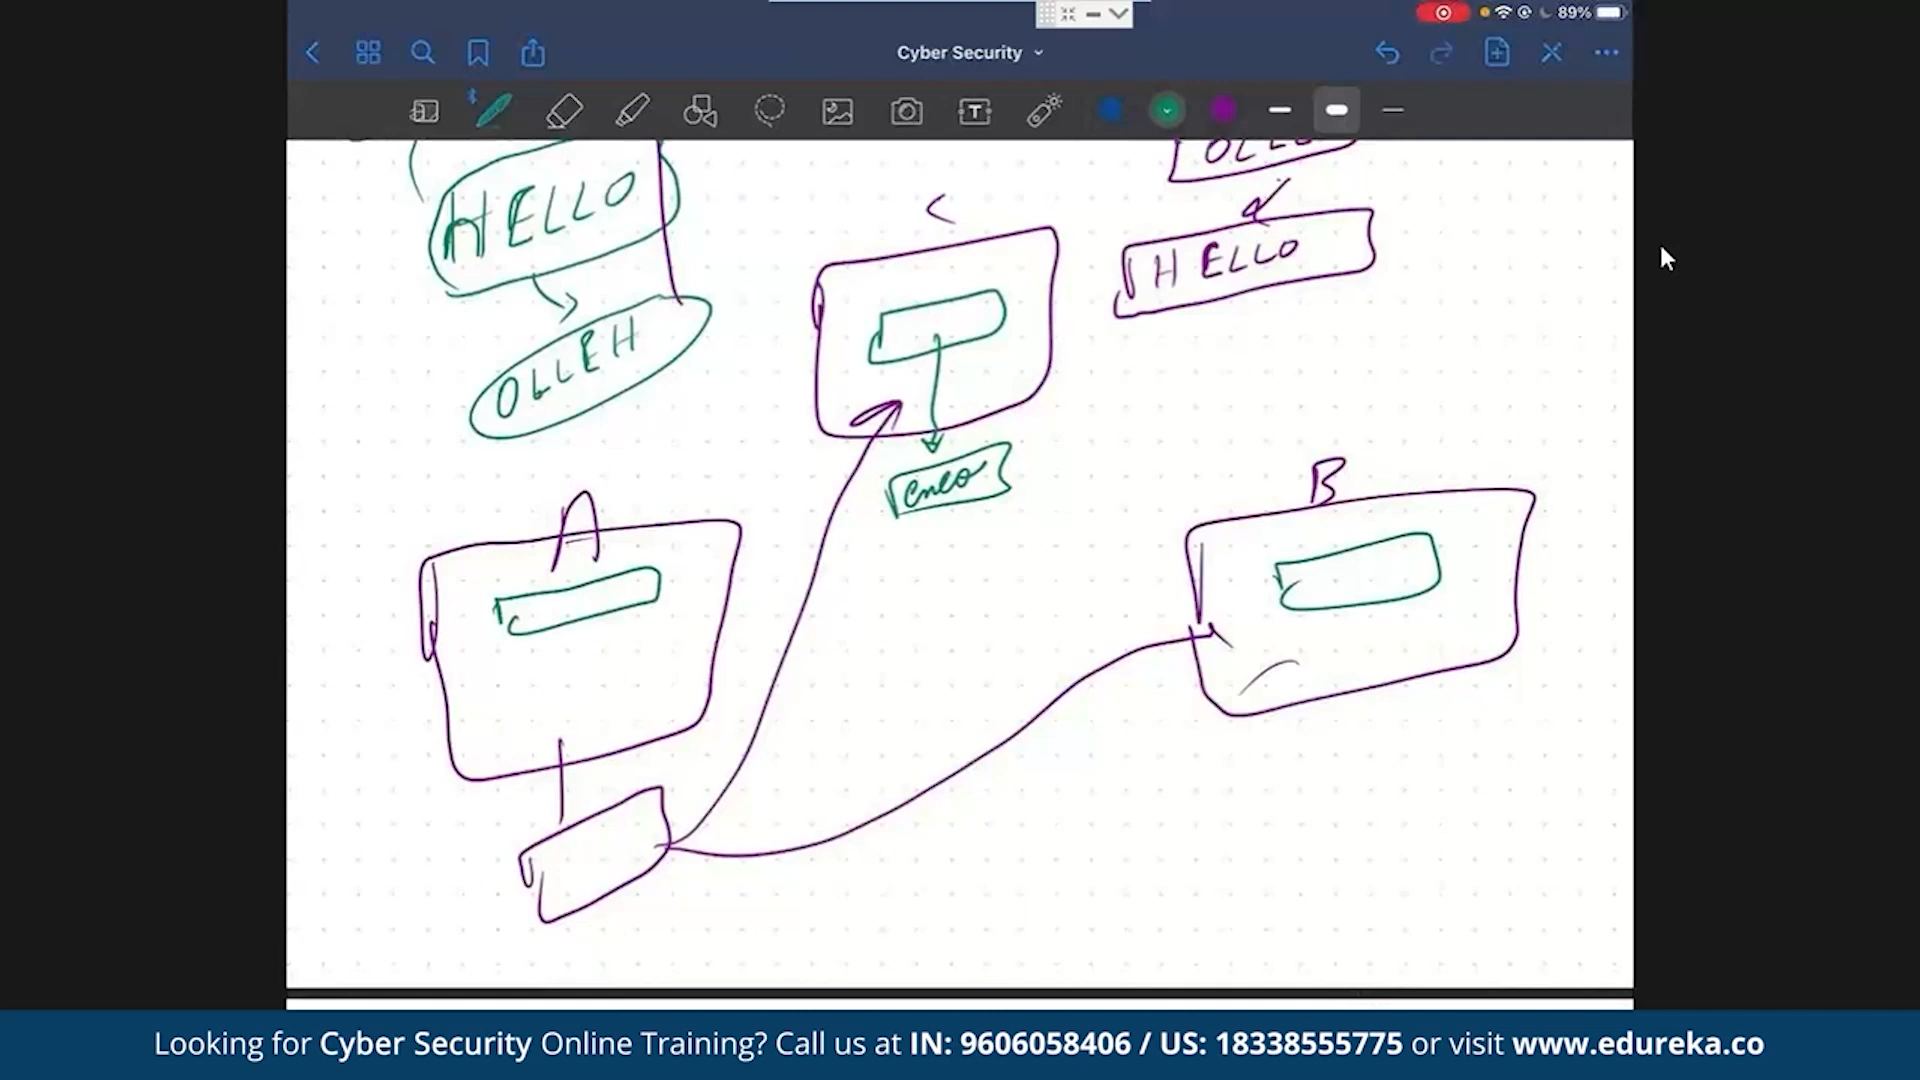 89%
Cyber Security
T
HELLO
OLLEH
C
HELLO
A
B
Looking for Cyber Security Online Training? Call us at IN: 9606058406 / US: 18338555775 or visit www.edureka.co